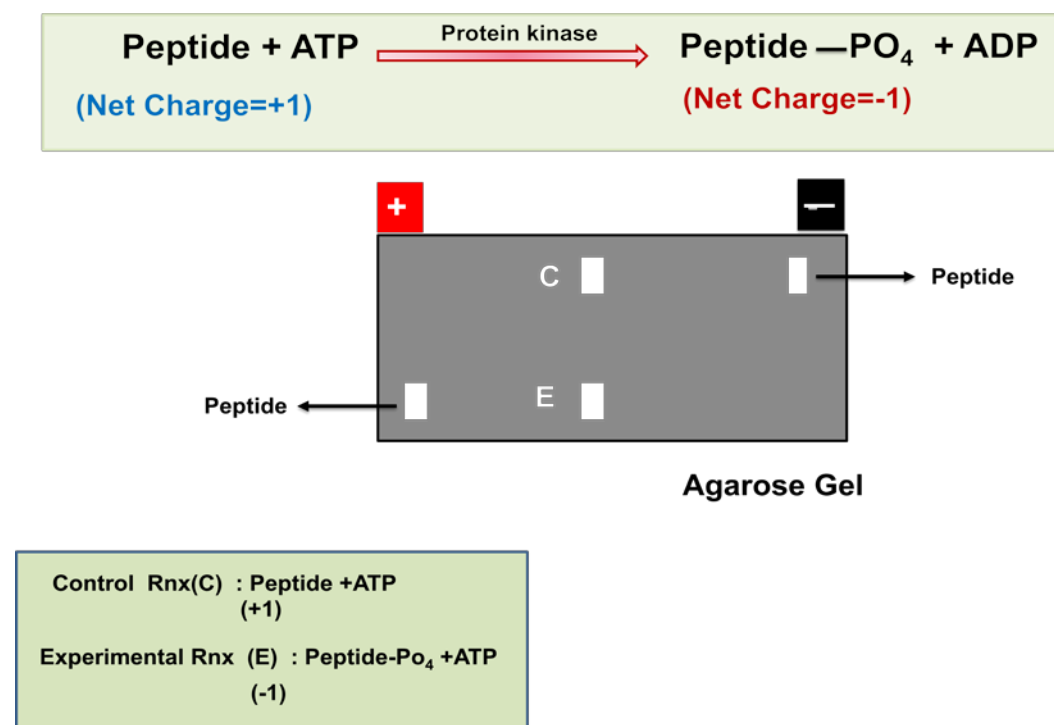 Protein kinase
Peptide + ATP Peptide —PO₄ + ADP
(Net Charge=+1) (Net Charge=-1)
+ –
C Peptide
Peptide E
Agarose Gel
Control Rnx(C) : Peptide +ATP
(+1)
Experimental Rnx (E) : Peptide-Po₄ +ATP
(-1)